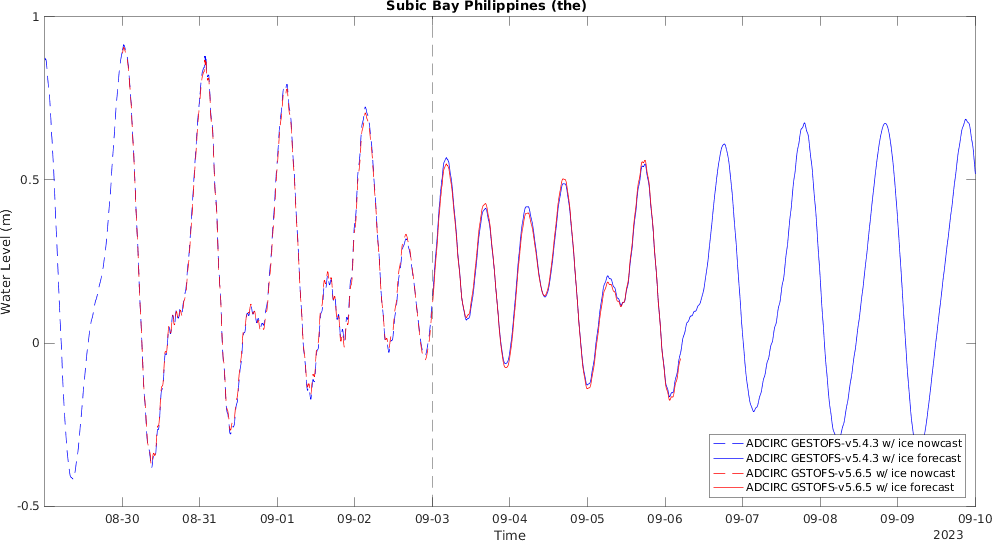 Subic Bay Philippines (the)
1
0.5
0
-0.5
Water Level (m)
08-30 08-31 09-01 09-02 09-03 09-04 09-05 09-06 09-07 09-08 09-09 09-10
Time
2023
ADCIRC GESTOFS-v5.4.3 w/ ice nowcast
ADCIRC GESTOFS-v5.4.3 w/ ice forecast
ADCIRC GSTOFS-v5.6.5 w/ ice nowcast
ADCIRC GSTOFS-v5.6.5 w/ ice forecast